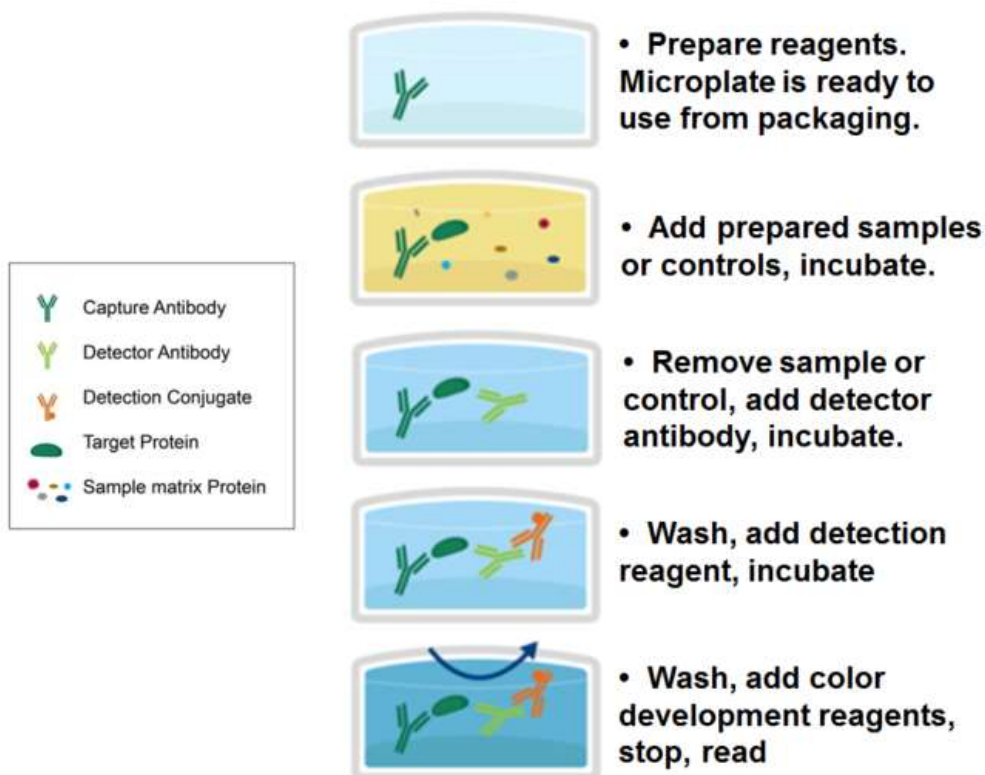 • Prepare reagents.
Microplate is ready to
use from packaging.
• Add prepared samples
or controls, incubate.
Capture Antibody
Detector Antibody
Detection Conjugate
Target Protein
Sample matrix Protein
• Remove sample or
control, add detector
antibody, incubate.
• Wash, add detection
reagent, incubate
• Wash, add color
development reagents,
stop, read